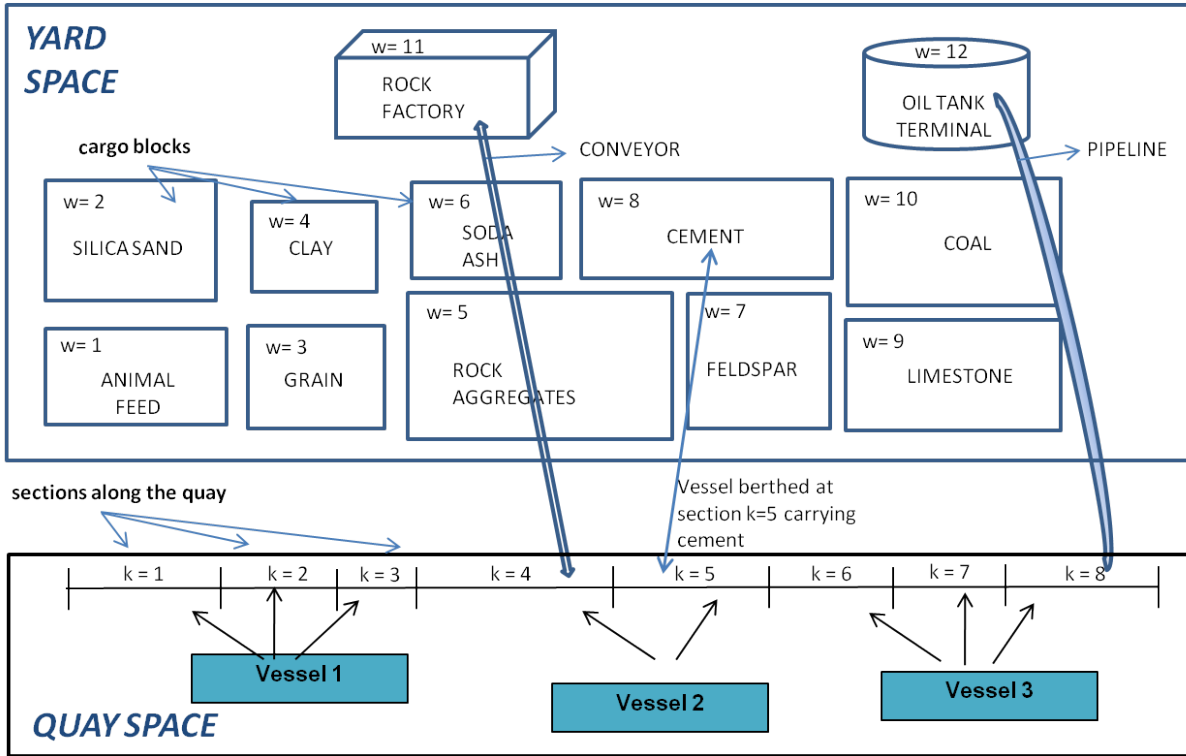 YARD
SPACE
w= 11
ROCK
FACTORY
w= 12
OIL TANK
TERMINAL
cargo blocks
CONVEYOR
PIPELINE
w= 2
SILICA SAND
w= 4
CLAY
w= 6
SODA
ASH
w= 8
CEMENT
w= 10
COAL
w= 1
ANIMAL
FEED
w= 3
GRAIN
w= 5
ROCK
AGGREGATES
w= 7
FELDSPAR
w= 9
LIMESTONE
sections along the quay
Vessel berthed at
section k=5 carrying
cement
k = 1
k = 2
k = 3
k = 4
k = 5
k = 6
k = 7
k = 8
Vessel 1
Vessel 2
Vessel 3
QUAY SPACE